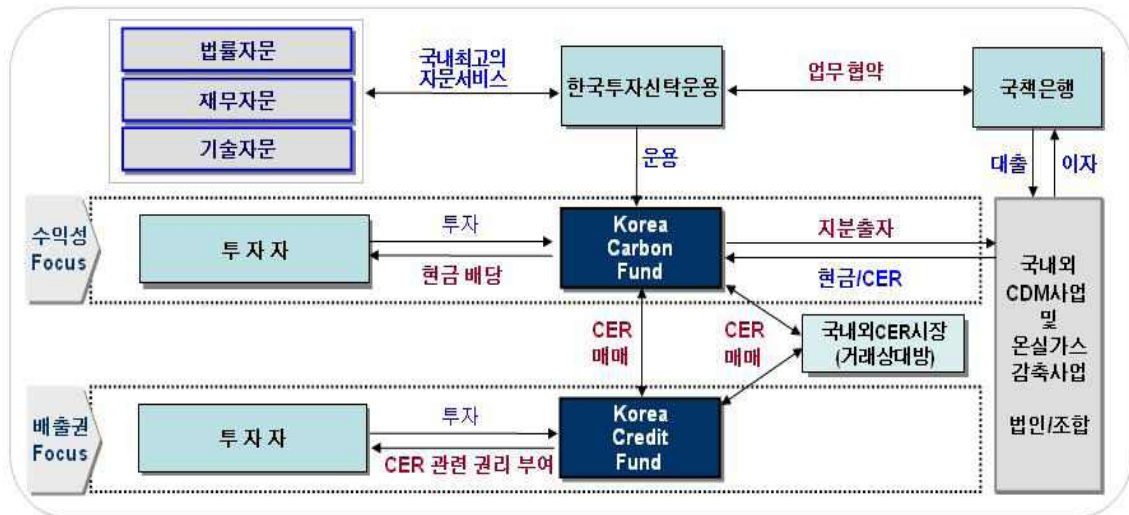 법률자문
재무자문
기술자문
국내최고의
자문서비스
한국투자신탁운용
업무협약
국책은행
운용
대출
이자
수익성
Focus
투 자 자
투자
현금 배당
Korea
Carbon
Fund
지분출자
현금/CER
국내외
CDM사업
및
온실가스
감축사업
법인/조합
CER
매매
CER
매매
국내외CER시장
(거래상대방)
배출권
Focus
투 자 자
투자
CER 관련 권리 부여
Korea
Credit
Fund